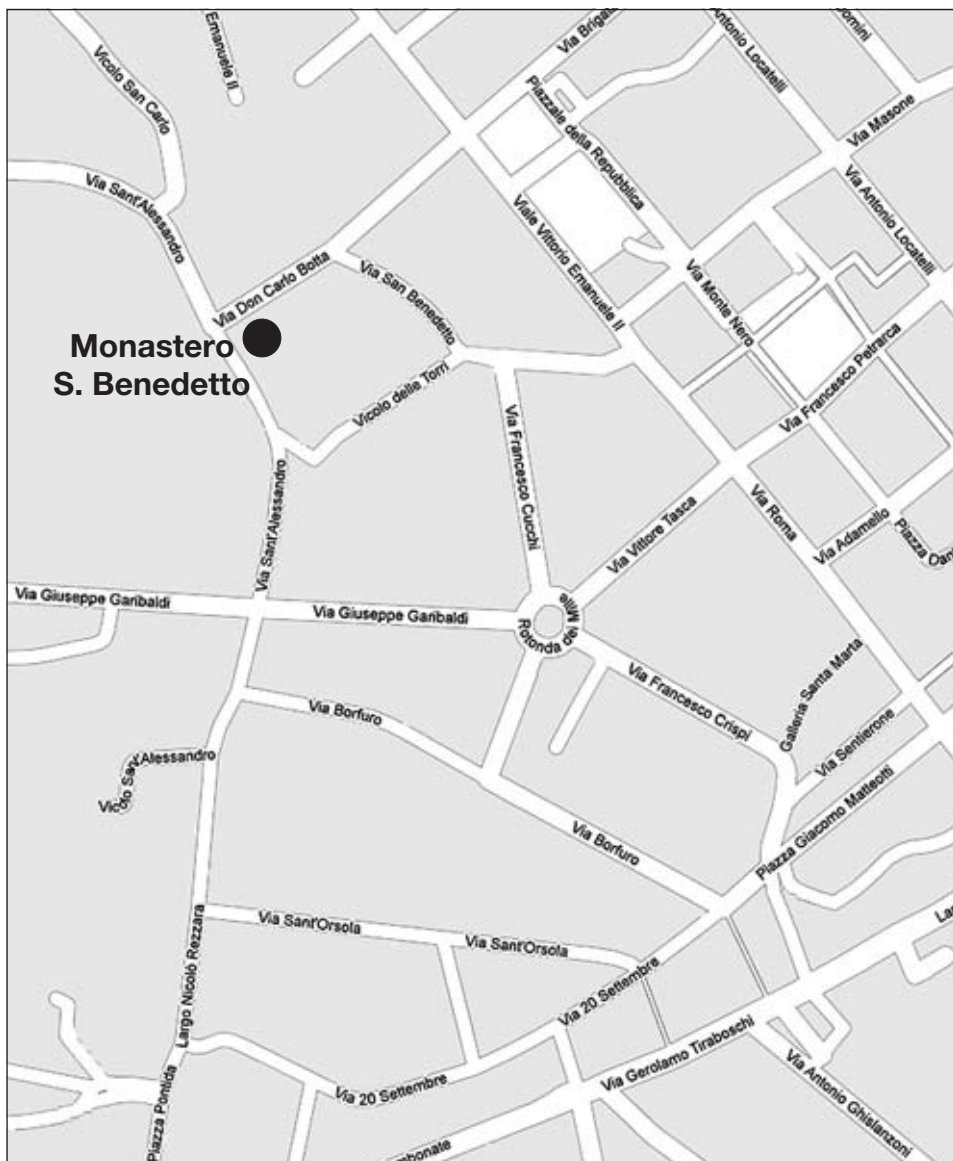 Emanuele II
Vicolo San Carlo
Via Brigata
Antonio Locatelli
Via Masone
Piazzale della Repubblica
Via Sant'Alessandro
Viale Vittorio Emanuele II
Via Antonio Locatelli
Via Don Carlo Botta
Via San Benedetto
Via Monte Nero
Monastero
S. Benedetto
Vicolo delle Torri
Via Francesco Petrarca
Via Francesco Cucchi
Via Sant'Alessandro
Via Vittore Tasca
Via Roma
Via Adamello
Piazza Dan
Via Giuseppe Garibaldi
Via Giuseppe Garibaldi
Rotonda dei Mille
Via Francesco Crispi
Galleria Santa Marta
Via Borfuro
Via Sentierone
Vicolo Sant'Alessandro
Piazza Giacomo Matteotti
Via Borfuro
Via Sant'Orsola
Via Sant'Orsola
Largo Nicolò Rezzara
Via 20 Settembre
Via Gerolamo Tiraboschi
Via 20 Settembre
Via Antonio Ghislanzoni
Piazza Pontida